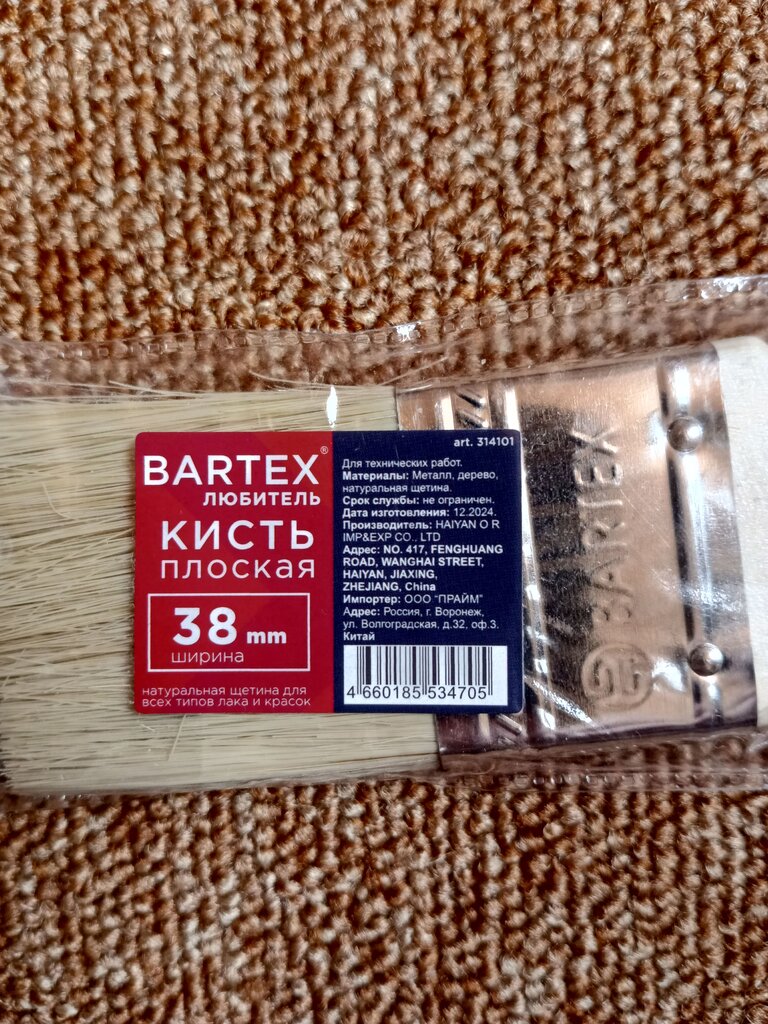 BARTEX®
ЛЮБИТЕЛЬ
КИСТЬ
ПЛОСКАЯ
38 mm
ширина
натуральная щетина для
всех типов лака и красок
art. 314101
Для технических работ.
Материалы: Металл, дерево,
натуральная щетина.
Срок службы: не ограничен.
Дата изготовления: 12.2024.
Производитель: HAIYAN O R
IMP&EXP CO., LTD
Адрес: NO. 417, FENGHUANG
ROAD, WANGHAI STREET,
HAIYAN, JIAXING,
ZHEJIANG, China
Импортер: ООО "ПРАЙМ"
Адрес: Россия, г. Воронеж,
ул. Волгоградская, д.32, оф.3.
Китай
4 660185 534705
BARTEX